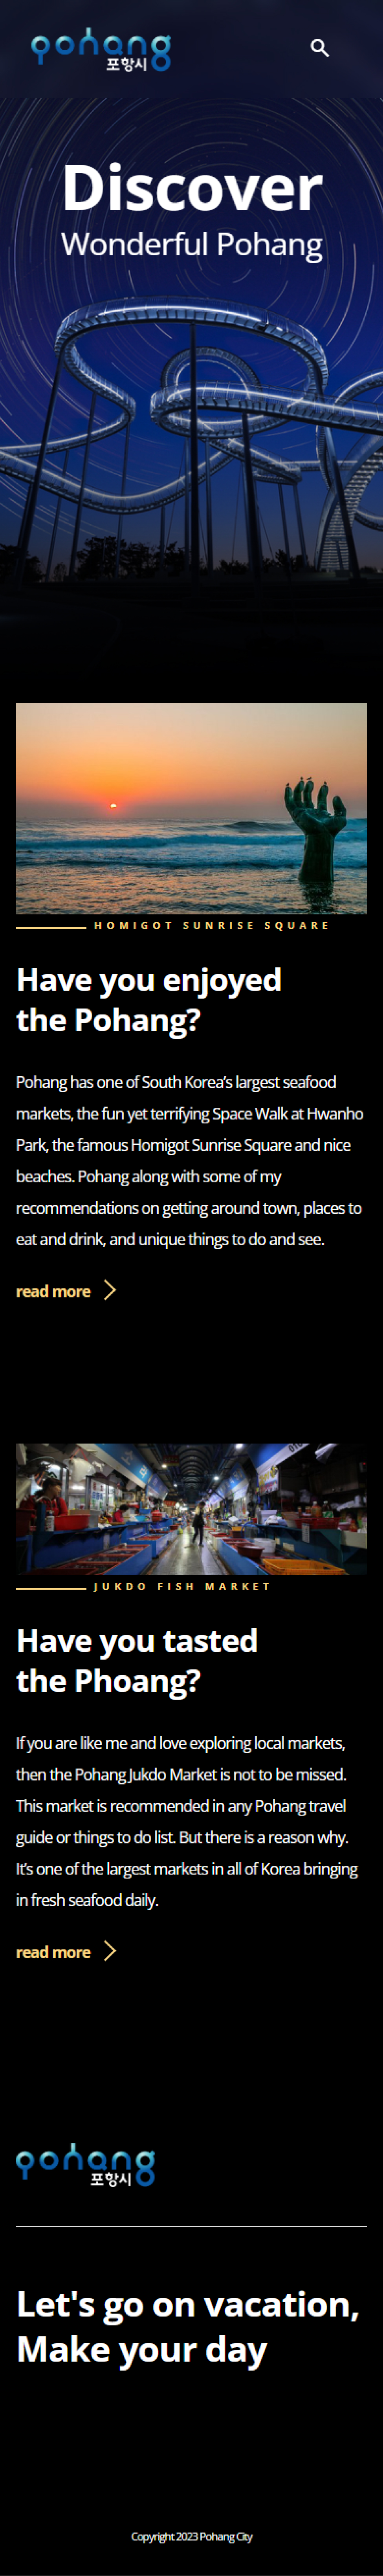 pohang
포항시
Discover
Wonderful Pohang
HOMIGOT SUNRISE SQUARE
Have you enjoyed
the Pohang?
Pohang has one of South Korea’s largest seafood
markets, the fun yet terrifying Space Walk at Hwanho
Park, the famous Homigot Sunrise Square and nice
beaches. Pohang along with some of my
recommendations on getting around town, places to
eat and drink, and unique things to do and see.
read more
JUKDO FISH MARKET
Have you tasted
the Phoang?
If you are like me and love exploring local markets,
then the Pohang Jukdo Market is not to be missed.
This market is recommended in any Pohang travel
guide or things to do list. But there is a reason why.
It’s one of the largest markets in all of Korea bringing
in fresh seafood daily.
read more
pohang
포항시
Let's go on vacation,
Make your day
Copyright 2023 Pohang City